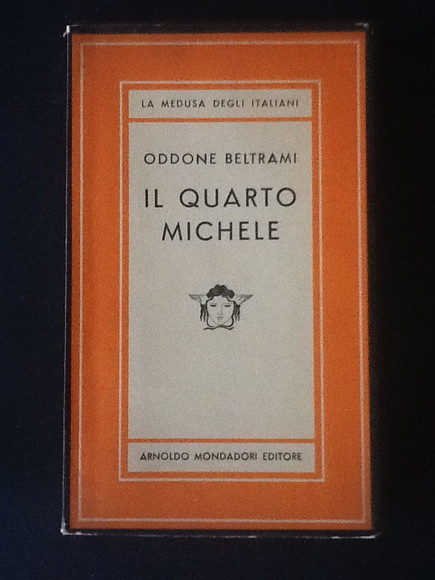 LA MEDUSA DEGLI ITALIANI
ODDONE BELTRAMI
IL QUARTO
MICHELE
ARNOLDO MONDADORI EDITORE